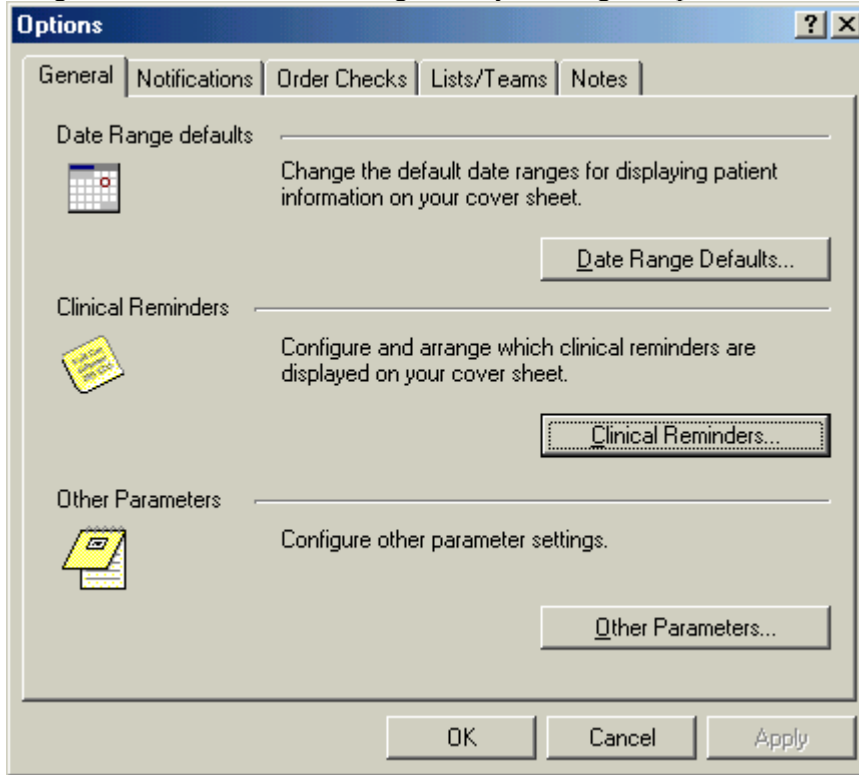 Options
General Notifications Order Checks Lists/Teams Notes
Date Range defaults
Change the default date ranges for displaying patient
information on your cover sheet.
Date Range Defaults...
Clinical Reminders
Configure and arrange which clinical reminders are
displayed on your cover sheet.
Clinical Reminders...
Other Parameters
Configure other parameter settings.
Other Parameters...
OK Cancel Apply